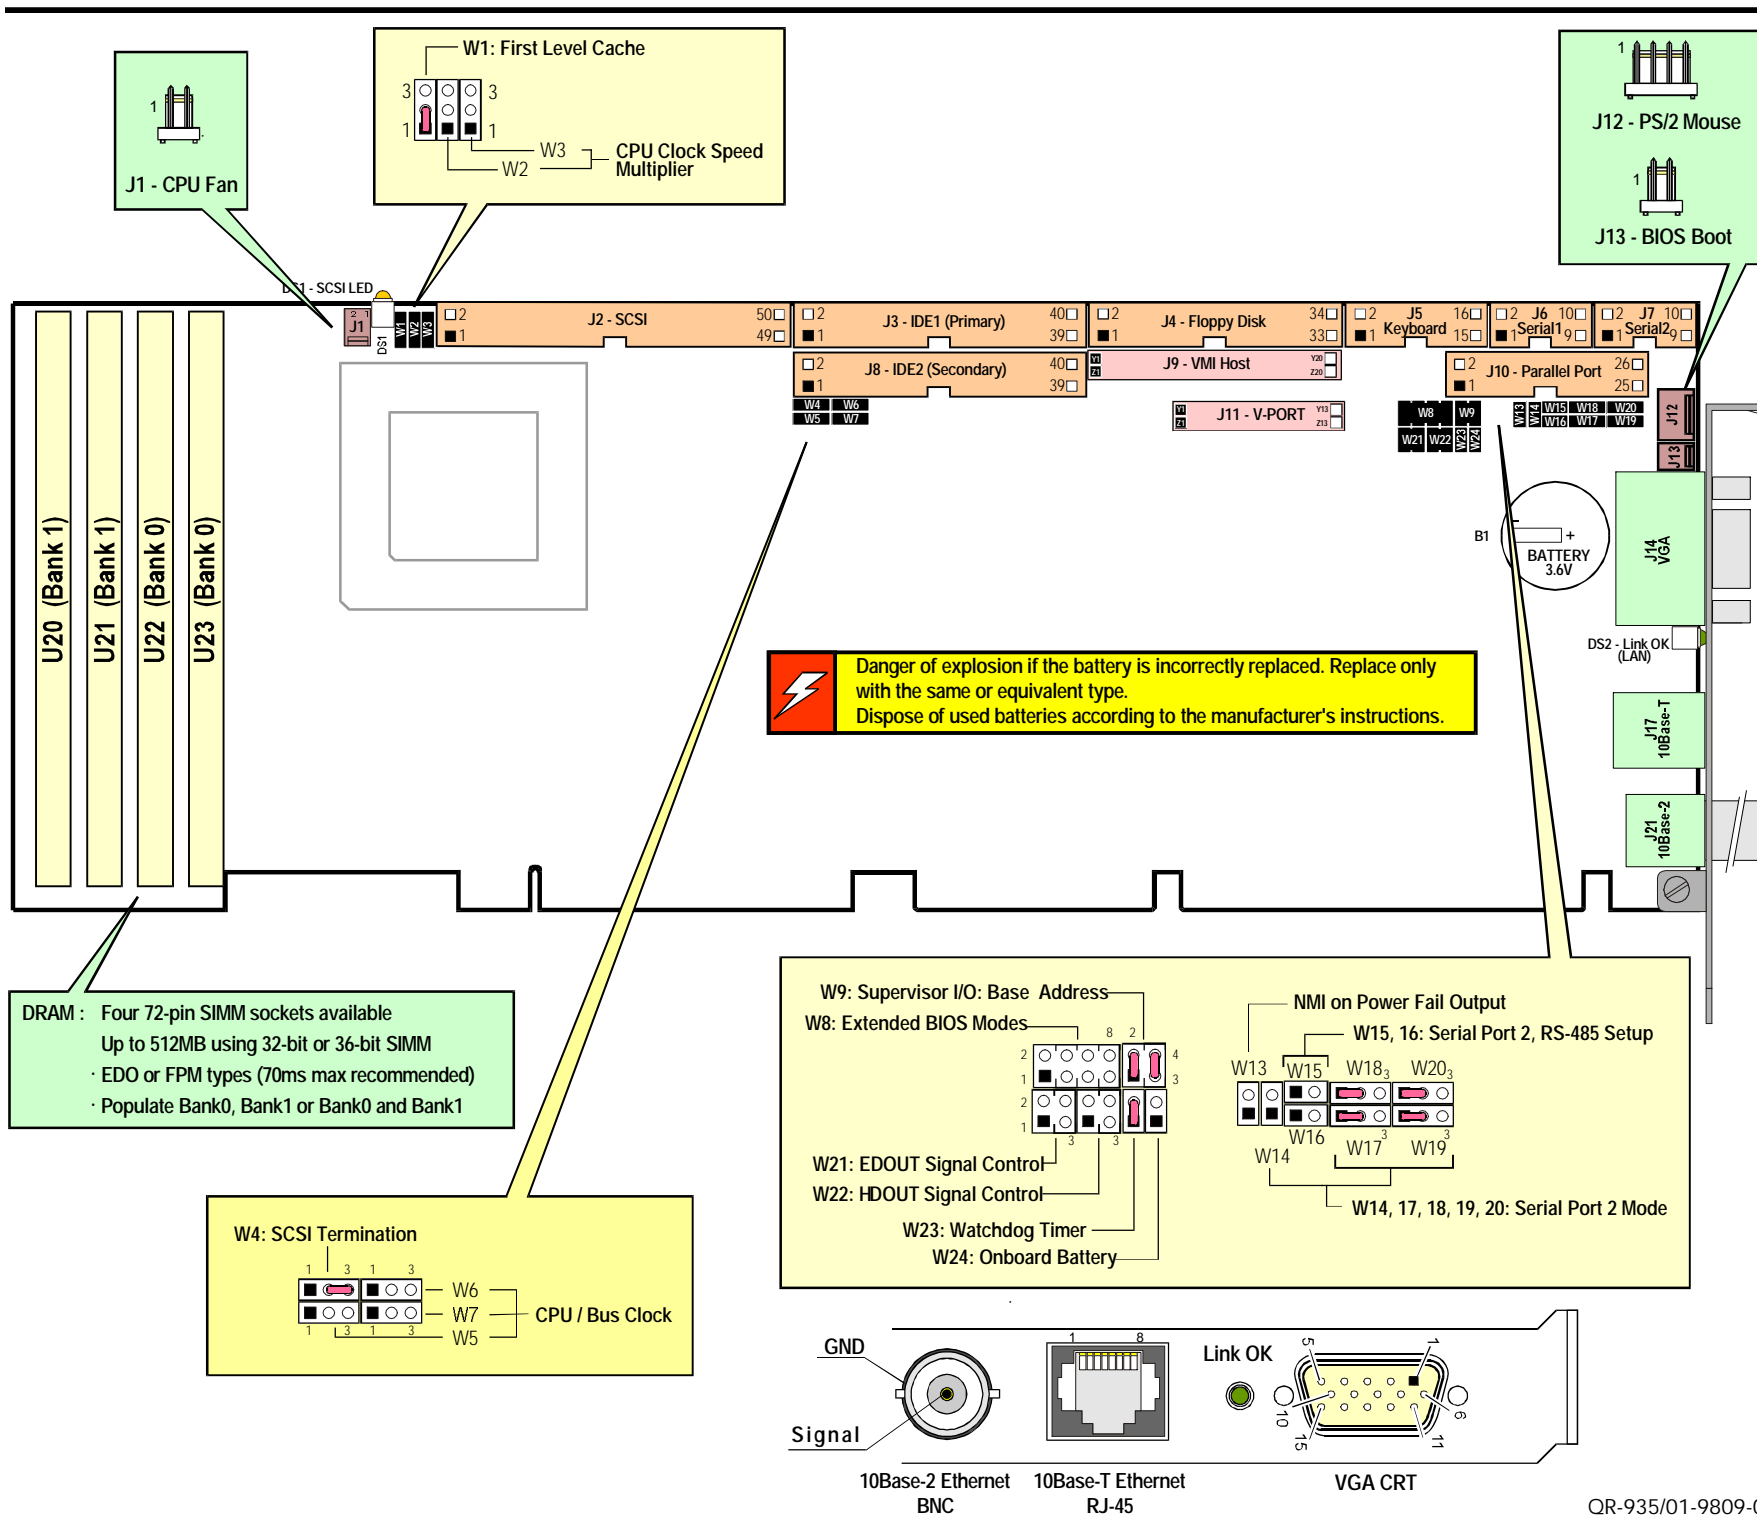 W1: First Level Cache
3 3
1 1
W3
W2
CPU Clock Speed
Multiplier
1
J1 - CPU Fan
1
J12 - PS/2 Mouse
1
J13 - BIOS Boot
DS1 - SCSI LED
2 1
J1
DS1
W1
W2
W3
2 J2 - SCSI 50
1 49
2 J3 - IDE1 (Primary) 40
1 39
2 J4 - Floppy Disk 34
1 33
2 J5 16
1 Keyboard 15
2 J6 10
1 Serial1 9
2 J7 10
1 Serial2 9
2 J8 - IDE2 (Secondary) 40
1 39
Y1 J9 - VMI Host Y20
Z1 Z20
2 J10 - Parallel Port 26
1 25
W4 W6
W5 W7
Y1 J11 - V-PORT Y13
Z1 Z13
W8 W9
W21 W22 W23 W24
W13 W14 W15 W18 W20
W16 W17 W19
J12
J13
U20 (Bank 1)
U21 (Bank 1)
U22 (Bank 0)
U23 (Bank 0)
B1
- +
BATTERY
3.6V
J14
VGA
DS2 - Link OK
(LAN)
J17
10Base-T
J21
10Base-2
Danger of explosion if the battery is incorrectly replaced. Replace only
with the same or equivalent type.
Dispose of used batteries according to the manufacturer's instructions.
DRAM : Four 72-pin SIMM sockets available
Up to 512MB using 32-bit or 36-bit SIMM
· EDO or FPM types (70ms max recommended)
· Populate Bank0, Bank1 or Bank0 and Bank1
W9: Supervisor I/O: Base Address
W8: Extended BIOS Modes
8 2
2 4
1 3
2
1
3 3
W21: EDOUT Signal Control
W22: HDOUT Signal Control
W23: Watchdog Timer
W24: Onboard Battery
NMI on Power Fail Output
W15, 16: Serial Port 2, RS-485 Setup
W13 W15 W18 3 W20 3
W16 W17 3 W19 3
W14
W14, 17, 18, 19, 20: Serial Port 2 Mode
W4: SCSI Termination
1 3 1 3
W6
W7
1 3 1 3
W5
CPU / Bus Clock
GND
Signal
1 8
Link OK
5 1
10 6
15 11
10Base-2 Ethernet
BNC
10Base-T Ethernet
RJ-45
VGA CRT
QR-935/01-9809-